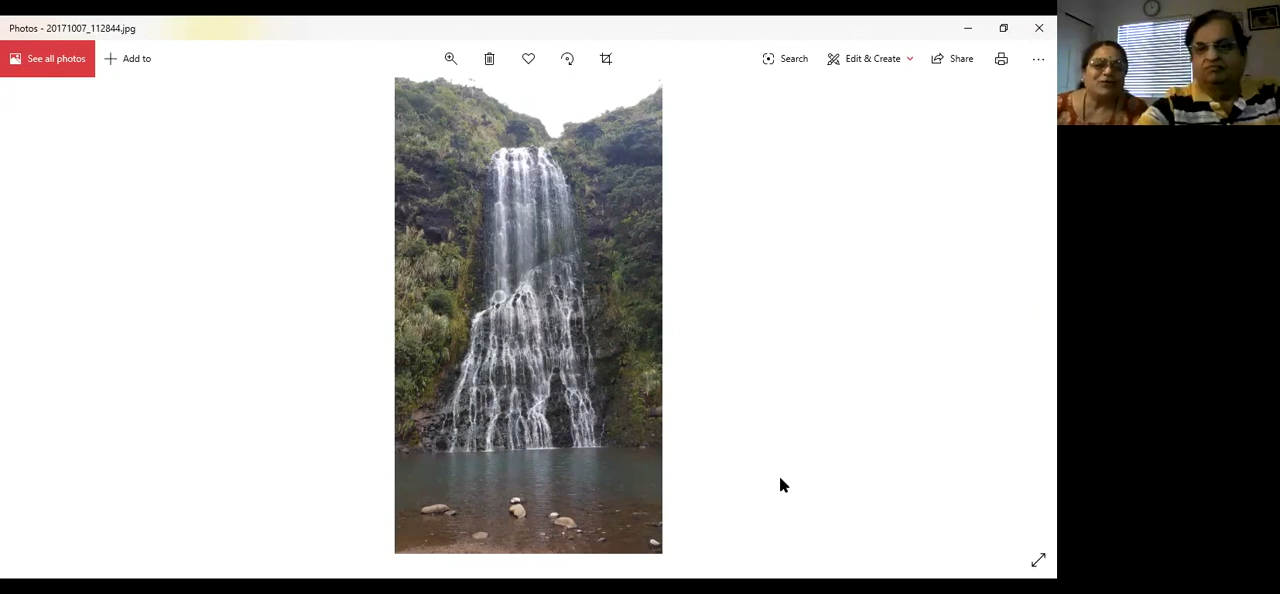 Photos - 20171007_112844.jpg
See all photos
Add to
Search
Edit & Create
Share